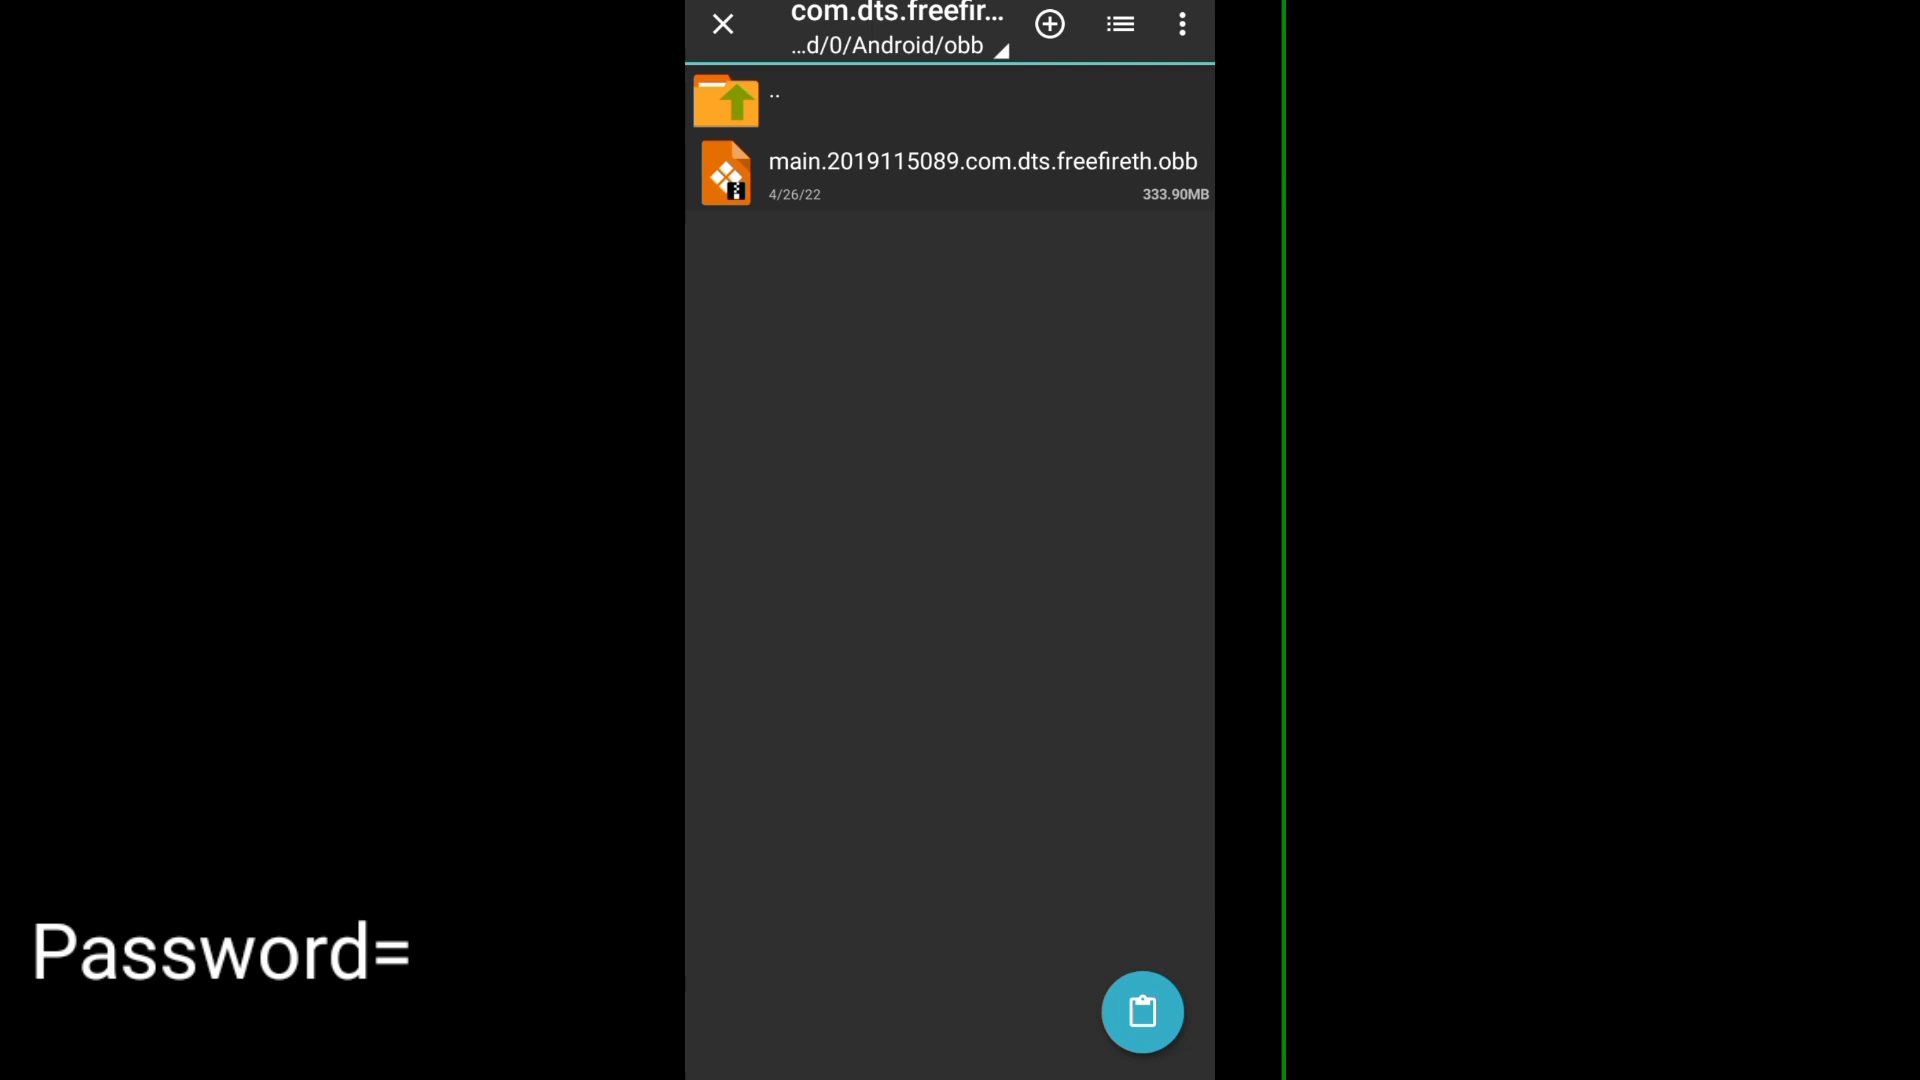 com.dts.freefir...
...d/0/Android/obb
..
main.2019115089.com.dts.freefireth.obb
4/26/22
333.90MB
Password=